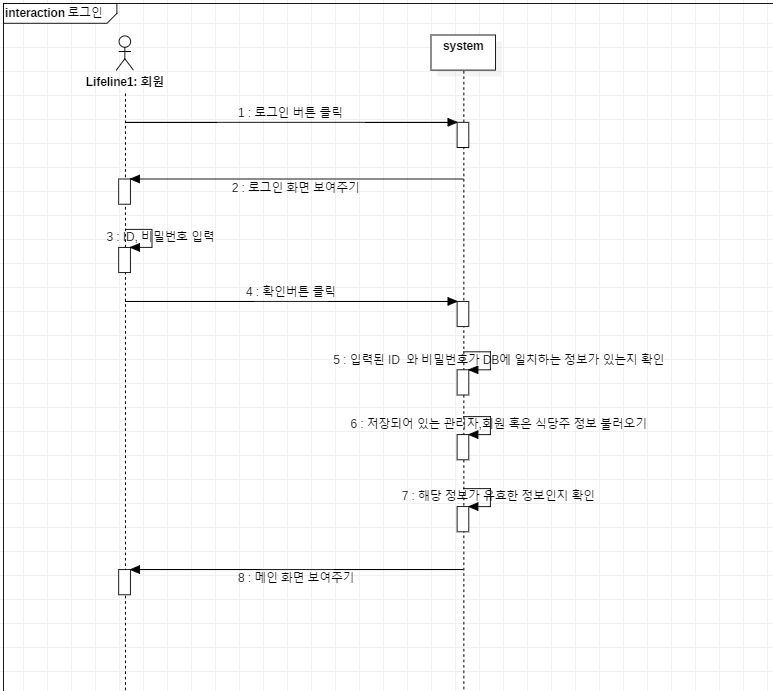 interaction 로그인
Lifeline1: 회원
system
1 : 로그인 버튼 클릭
2 : 로그인 화면 보여주기
3 : ID, 비밀번호 입력
4 : 확인버튼 클릭
5 : 입력된 ID 와 비밀번호가 DB에 일치하는 정보가 있는지 확인
6 : 저장되어 있는 관리자,회원 혹은 식당주 정보 불러오기
7 : 해당 정보가 유효한 정보인지 확인
8 : 메인 화면 보여주기